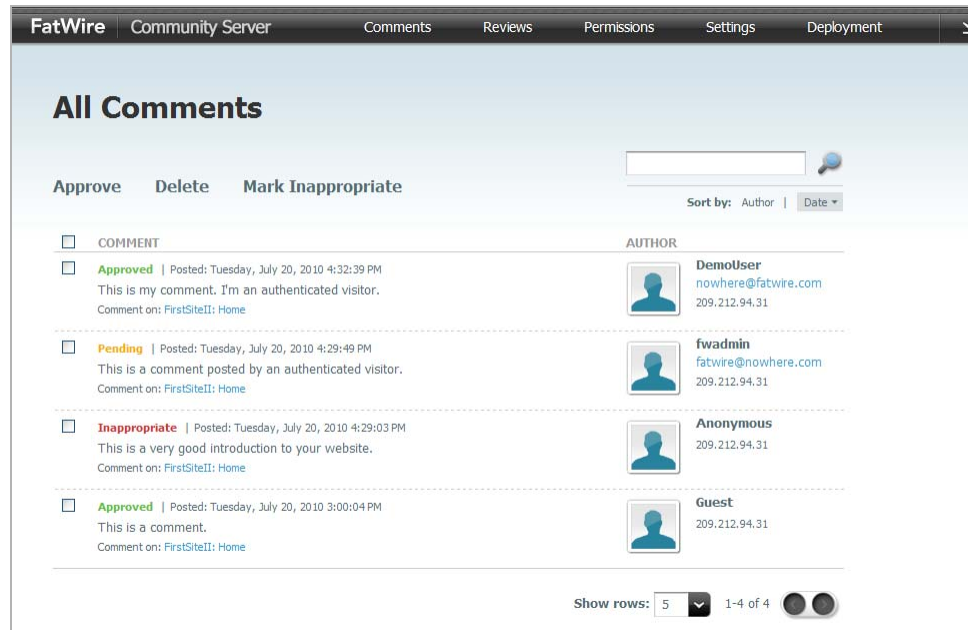 FatWire Community Server Comments Reviews Permissions Settings Deployment
All Comments
Approve Delete Mark Inappropriate
Sort by: Author | Date
COMMENT AUTHOR
Approved | Posted: Tuesday, July 20, 2010 4:32:39 PM
This is my comment. I'm an authenticated visitor.
Comment on: FirstSiteII: Home
DemoUser
nowhere@fatwire.com
209.212.94.31
Pending | Posted: Tuesday, July 20, 2010 4:29:49 PM
This is a comment posted by an authenticated visitor.
Comment on: FirstSiteII: Home
fwadmin
fatwire@nowhere.com
209.212.94.31
Inappropriate | Posted: Tuesday, July 20, 2010 4:29:03 PM
This is a very good introduction to your website.
Comment on: FirstSiteII: Home
Anonymous
209.212.94.31
Approved | Posted: Tuesday, July 20, 2010 3:00:04 PM
This is a comment.
Comment on: FirstSiteII: Home
Guest
209.212.94.31
Show rows: 5 1-4 of 4